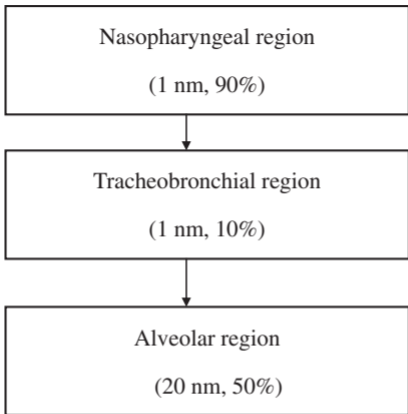 Nasopharyngeal region
(1 nm, 90%)
Tracheobronchial region
(1 nm, 10%)
Alveolar region
(20 nm, 50%)